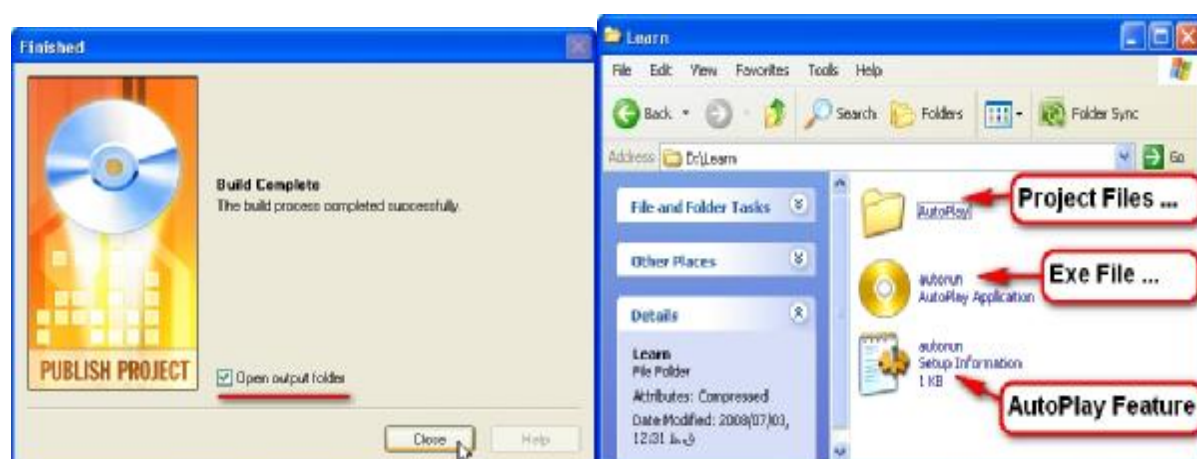 Finished
Build Complete
The build process completed successfully.
PUBLISH PROJECT
Open output folder
Close
Help
Learn
File Edit View Favorites Tools Help
Back
Search Folders Folder Sync
Address D:\Learn Go
File and Folder Tasks
Other Places
Details
Learn
File Folder
Attributes: Compressed
Date Modified: 2008/07/03,
12:31
AutoPlay
Project Files ...
autorun
AutoPlay Application
Exe File ...
autorun
Setup Information
1 KB
AutoPlay Feature